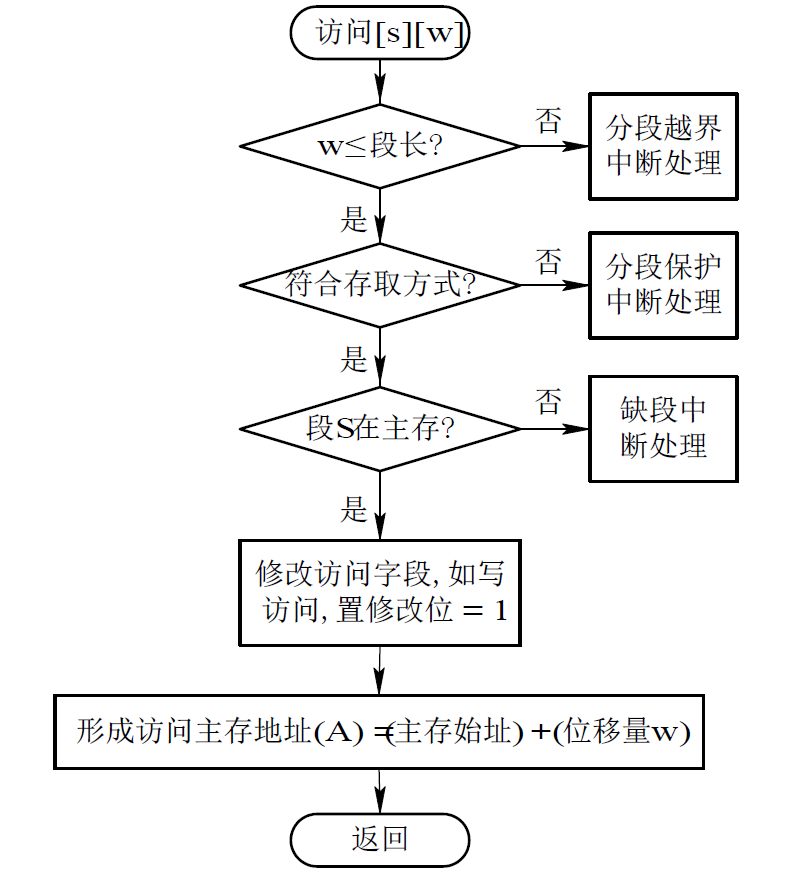 访问[s][w]
w≤段长?
否
分段越界
中断处理
是
符合存取方式?
否
分段保护
中断处理
是
段S在主存?
否
缺段中
断处理
是
修改访问字段,如写
访问,置修改位 = 1
形成访问主存地址(A) =(主存始址) +(位移量w)
返回